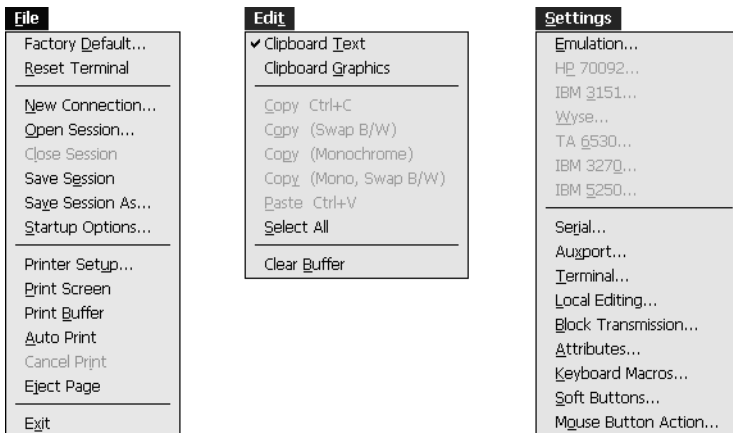 File
Factory Default...
Reset Terminal
New Connection...
Open Session...
Close Session
Save Session
Save Session As...
Startup Options...
Printer Setup...
Print Screen
Print Buffer
Auto Print
Cancel Print
Eject Page
Exit
Edit
✔ Clipboard Text
Clipboard Graphics
Copy Ctrl+C
Copy (Swap B/W)
Copy (Monochrome)
Copy (Mono, Swap B/W)
Paste Ctrl+V
Select All
Clear Buffer
Settings
Emulation...
HP 70092...
IBM 3151...
Wyse...
TA 6530...
IBM 3270...
IBM 5250...
Serial...
Auxport...
Terminal...
Local Editing...
Block Transmission...
Attributes...
Keyboard Macros...
Soft Buttons...
Mouse Button Action...